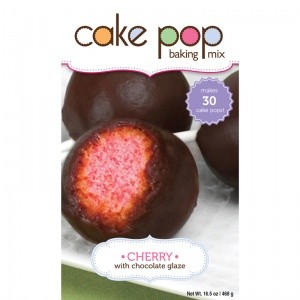 cake pop
baking mix
makes
30
cake pops!
• CHERRY •
with chocolate glaze
Net Wt. 16.5 oz / 468 g